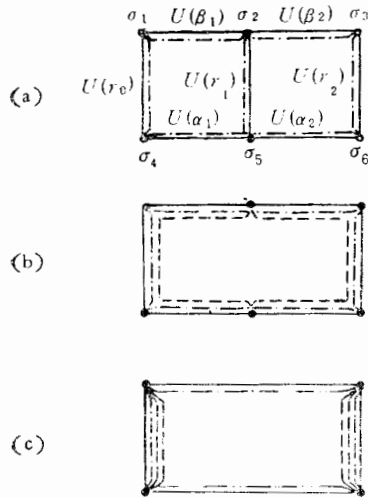 σ₁ U(β₁) σ₂ U(β₂) σ₃
(a) U(r₀) U(r₁) U(r₂)
U(α₁) U(α₂)
σ₄ σ₅ σ₆
(b)
(c)